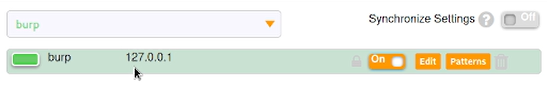 burp
Synchronize Settings ? Off
burp 127.0.0.1 On Edit Patterns